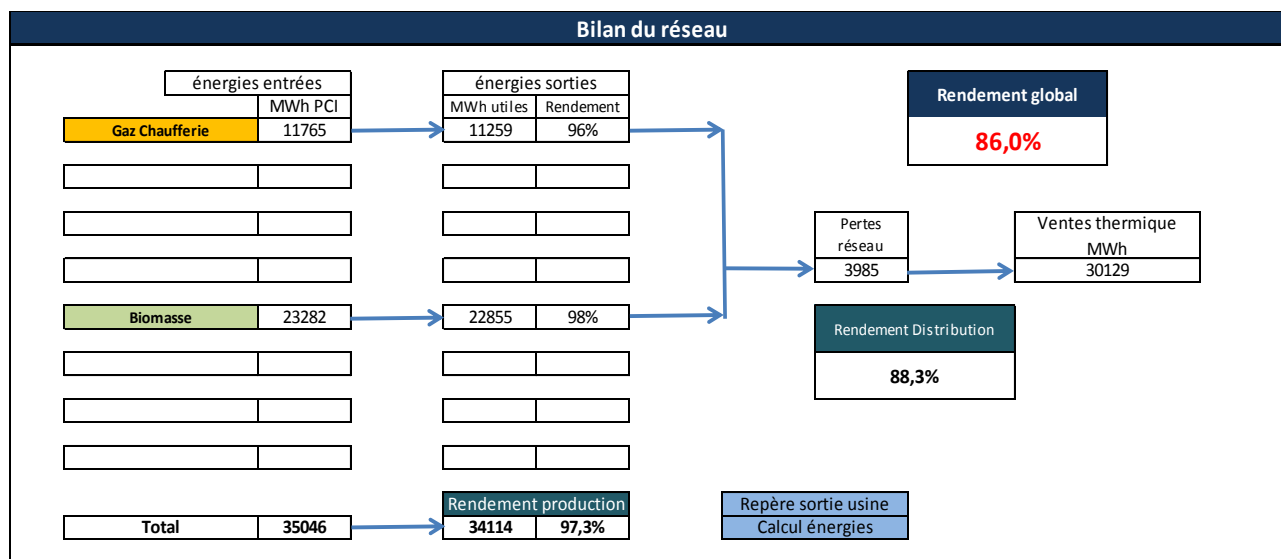 Bilan du réseau
énergies entrées
énergies sorties
MWh PCI
MWh utiles
Rendement
Rendement global
Gaz Chaufferie
11765
11259
96%
86,0%
Pertes
réseau
3985
Ventes thermique
MWh
30129
Biomasse
23282
22855
98%
Rendement Distribution
88,3%
Rendement production
Repère sortie usine
Total
35046
34114
97,3%
Calcul énergies